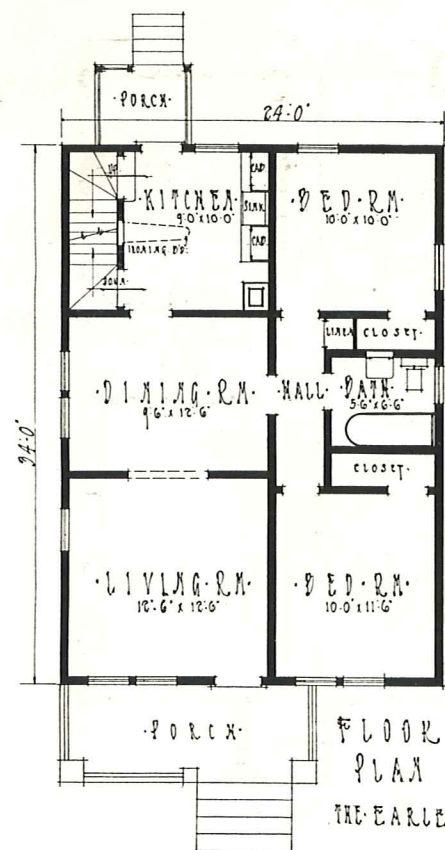 ·PORCH·
24'-0"
UP
·KITCHEN·
9'-0" x 10'-0"
CAB
SINK
CAB
IRONING B'D.
DOWN
·BED·RM·
10'-0" x 10'-0"
LINEN
CLOSET
·DINING·RM·
9'-6" x 12'-6"
·HALL·
BATH
5'-6" x 6'-6"
34'-0"
CLOSET·
·LIVING·RM·
12'-6" x 12'-6"
·BED·RM·
10'-0" x 11'-6"
·PORCH·
FLOOR
PLAN
THE·EARLE